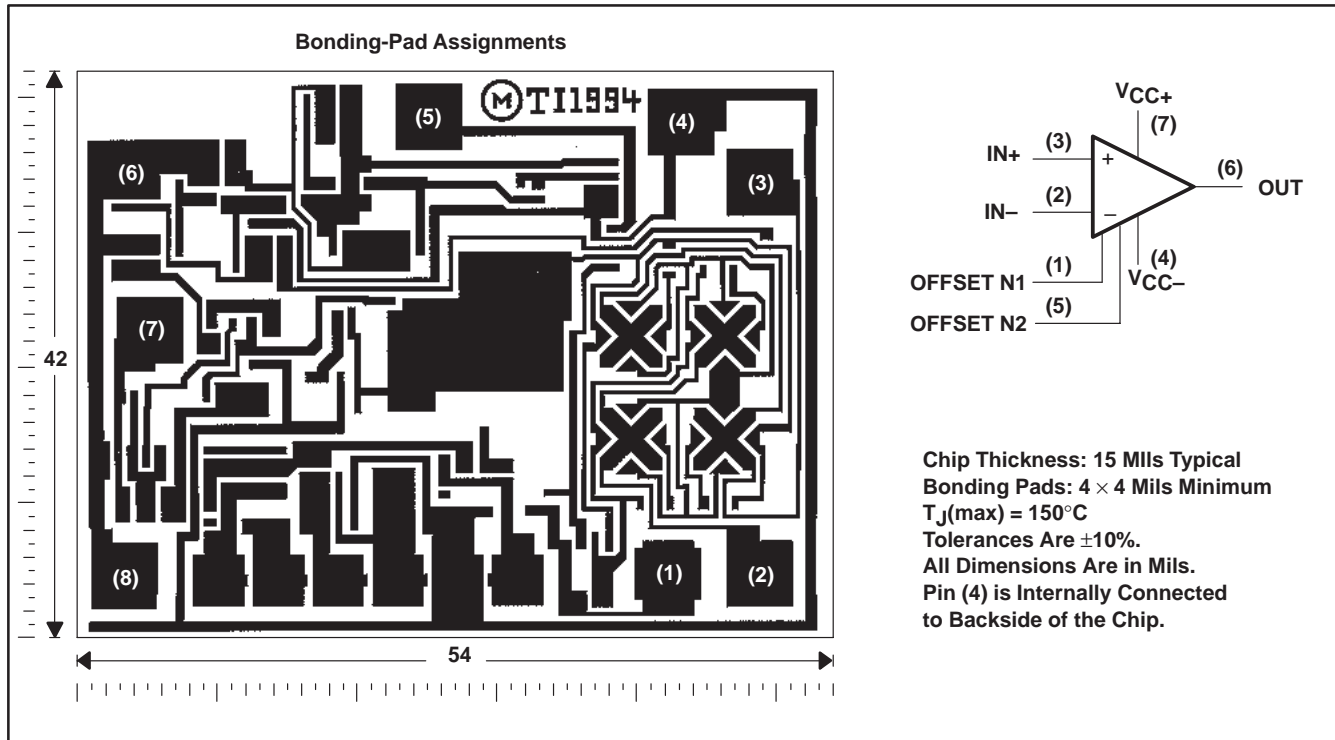 Bonding-Pad Assignments
M TI1994
(5)
(4)
(6)
(3)
(7)
42
(8)
(1)
(2)
54
VCC+
(7)
(3)
IN+
+
(6)
OUT
(2)
IN–
–
(1)
(4)
OFFSET N1
VCC–
(5)
OFFSET N2
Chip Thickness: 15 MIls Typical
Bonding Pads: 4 × 4 Mils Minimum
TJ(max) = 150°C
Tolerances Are ±10%.
All Dimensions Are in Mils.
Pin (4) is Internally Connected
to Backside of the Chip.